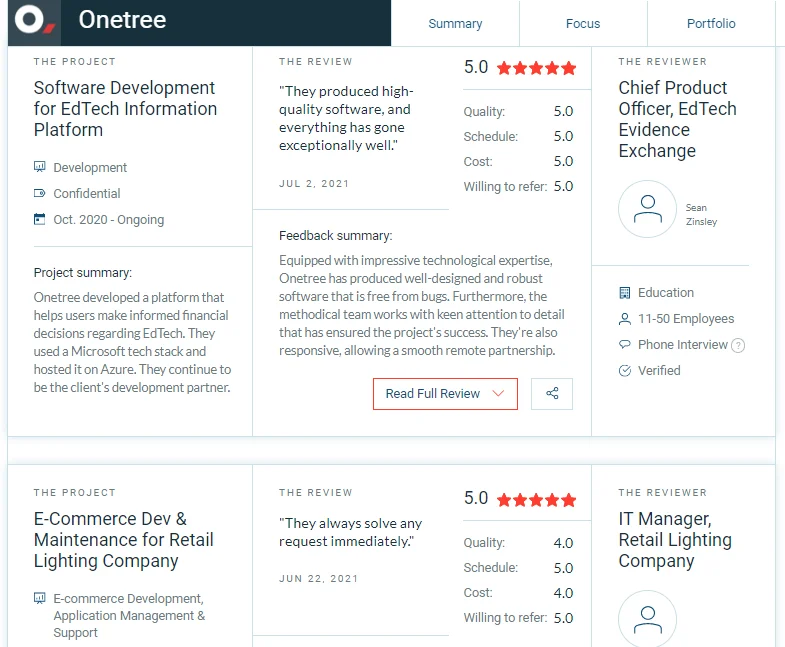 Onetree
Summary
Focus
Portfolio
THE PROJECT
Software Development
for EdTech Information
Platform
Development
Confidential
Oct. 2020 - Ongoing
Project summary:
Onetree developed a platform that
helps users make informed financial
decisions regarding EdTech. They
used a Microsoft tech stack and
hosted it on Azure. They continue to
be the client's development partner.
THE REVIEW
"They produced high-
quality software, and
everything has gone
exceptionally well."
JUL 2, 2021
5.0
Quality: 5.0
Schedule: 5.0
Cost: 5.0
Willing to refer: 5.0
Feedback summary:
Equipped with impressive technological expertise,
Onetree has produced well-designed and robust
software that is free from bugs. Furthermore, the
methodical team works with keen attention to detail
that has ensured the project's success. They're also
responsive, allowing a smooth remote partnership.
Read Full Review
THE REVIEWER
Chief Product
Officer, EdTech
Evidence
Exchange
Sean
Zinsley
Education
11-50 Employees
Phone Interview ?
Verified
THE PROJECT
E-Commerce Dev &
Maintenance for Retail
Lighting Company
E-commerce Development,
Application Management &
Support
THE REVIEW
"They always solve any
request immediately."
JUN 22, 2021
5.0
Quality: 4.0
Schedule: 5.0
Cost: 4.0
Willing to refer: 5.0
THE REVIEWER
IT Manager,
Retail Lighting
Company